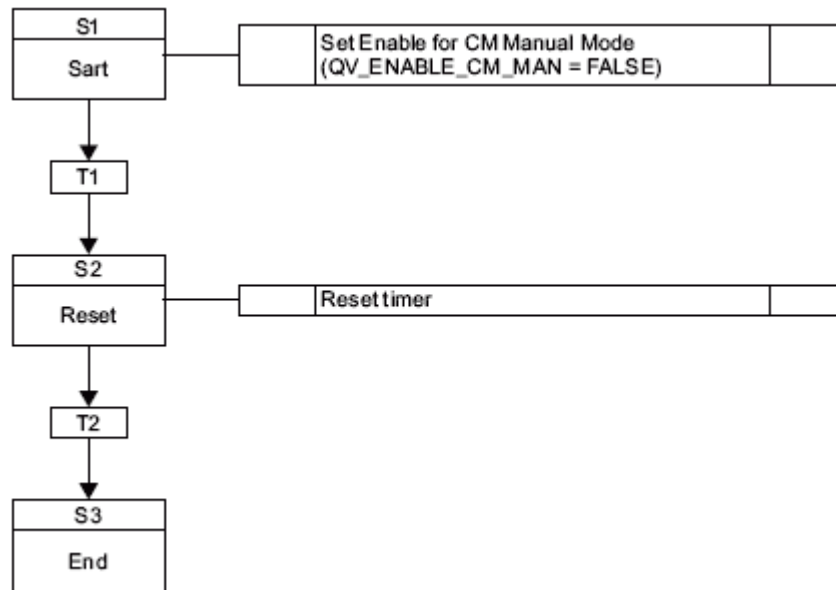 S1
Sart
Set Enable for CM Manual Mode
(QV_ENABLE_CM_MAN = FALSE)
T1
S2
Reset
Reset timer
T2
S3
End